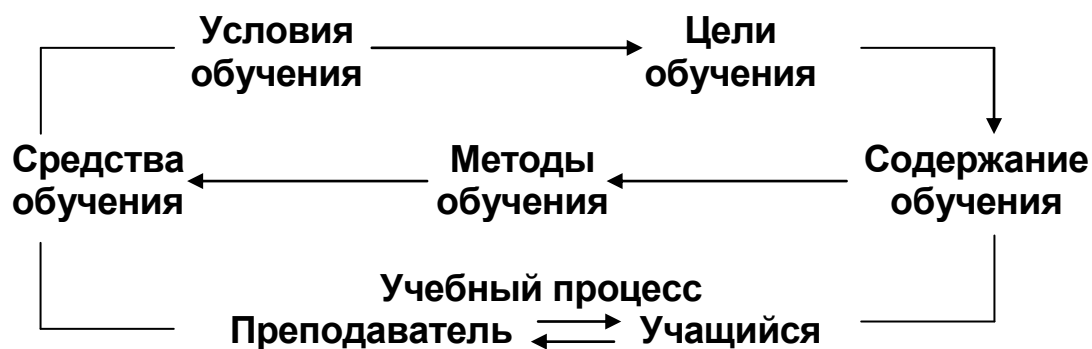 Условия
обучения
Цели
обучения
Средства
обучения
Методы
обучения
Содержание
обучения
Учебный процесс
Преподаватель
Учащийся